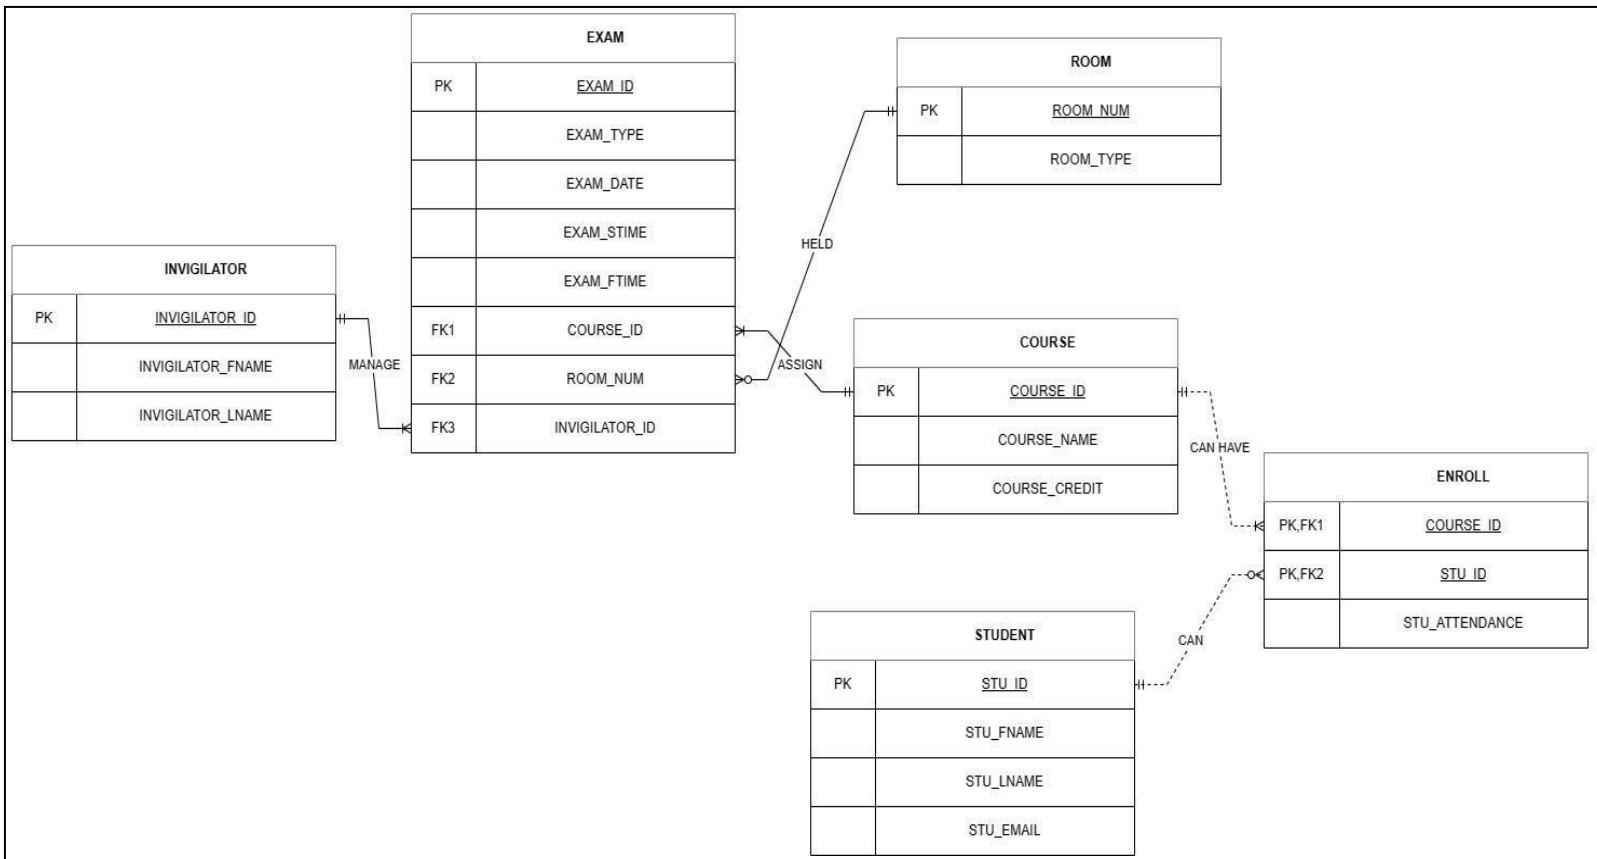 EXAM
PK EXAM_ID
EXAM_TYPE
EXAM_DATE
EXAM_STIME
EXAM_FTIME
FK1 COURSE_ID
FK2 ROOM_NUM
FK3 INVIGILATOR_ID
ROOM
PK ROOM_NUM
ROOM_TYPE
HELD
INVIGILATOR
PK INVIGILATOR_ID
INVIGILATOR_FNAME
INVIGILATOR_LNAME
MANAGE
ASSIGN
COURSE
PK COURSE_ID
COURSE_NAME
COURSE_CREDIT
CAN HAVE
ENROLL
PK,FK1 COURSE_ID
PK,FK2 STU_ID
STU_ATTENDANCE
CAN
STUDENT
PK STU_ID
STU_FNAME
STU_LNAME
STU_EMAIL